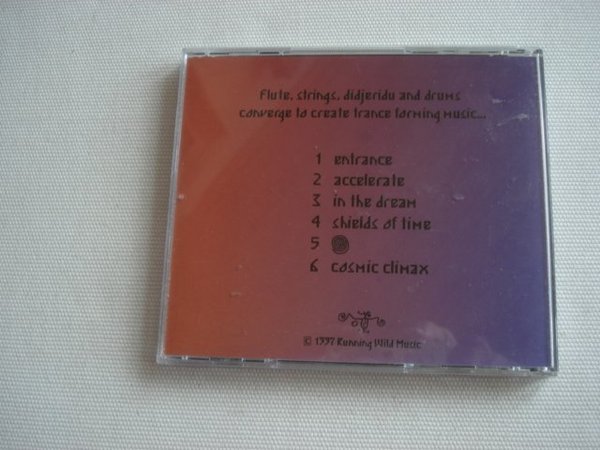 flute, strings, didjeridu and drums
converge to create trance forming music...
1 entrance
2 accelerate
3 in the dream
4 shields of time
5
6 cosmic climax
© 1997 Running Wild Music